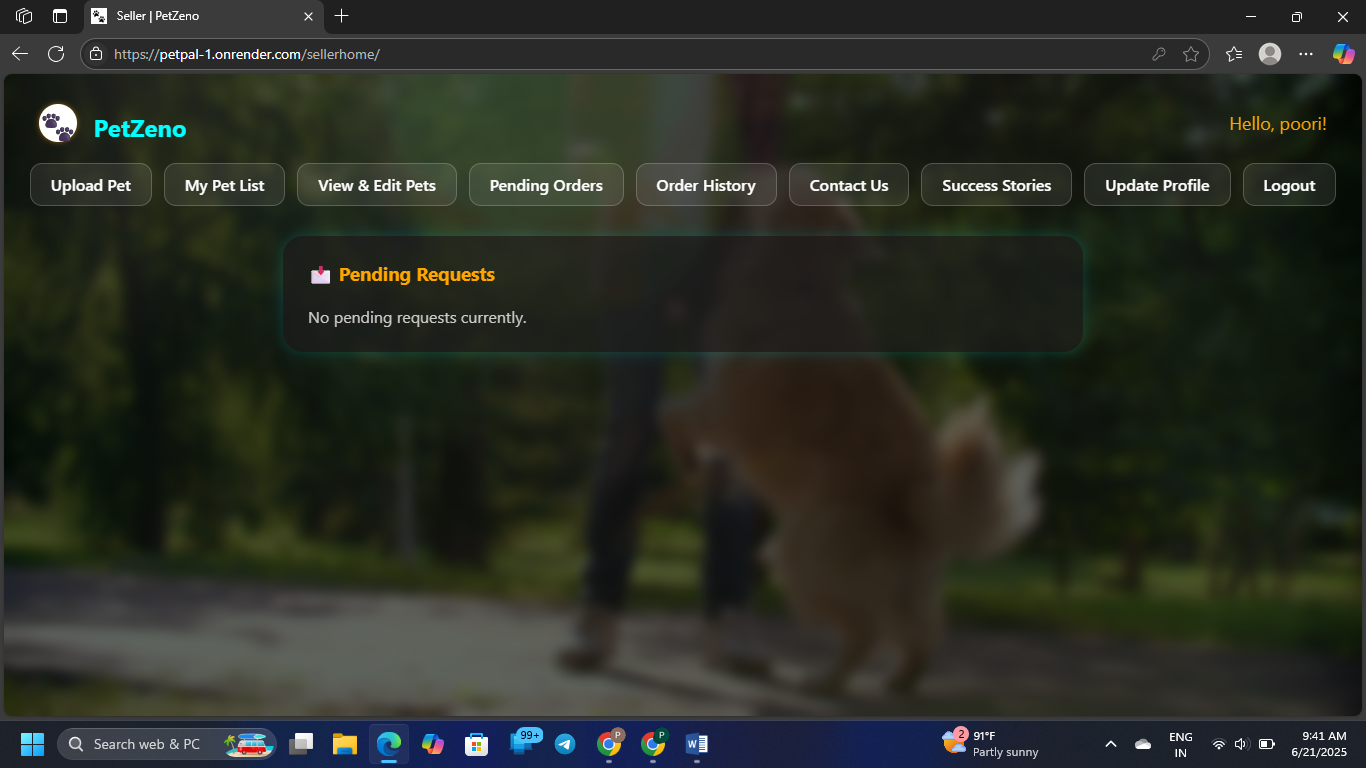 Seller | PetZeno
https://petpal-1.onrender.com/sellerhome/
PetZeno
Hello, poori!
Upload Pet
My Pet List
View & Edit Pets
Pending Orders
Order History
Contact Us
Success Stories
Update Profile
Logout
Pending Requests
No pending requests currently.
Search web & PC
99+
P
P
W
2
91°F
Partly sunny
ENG
IN
9:41 AM
6/21/2025